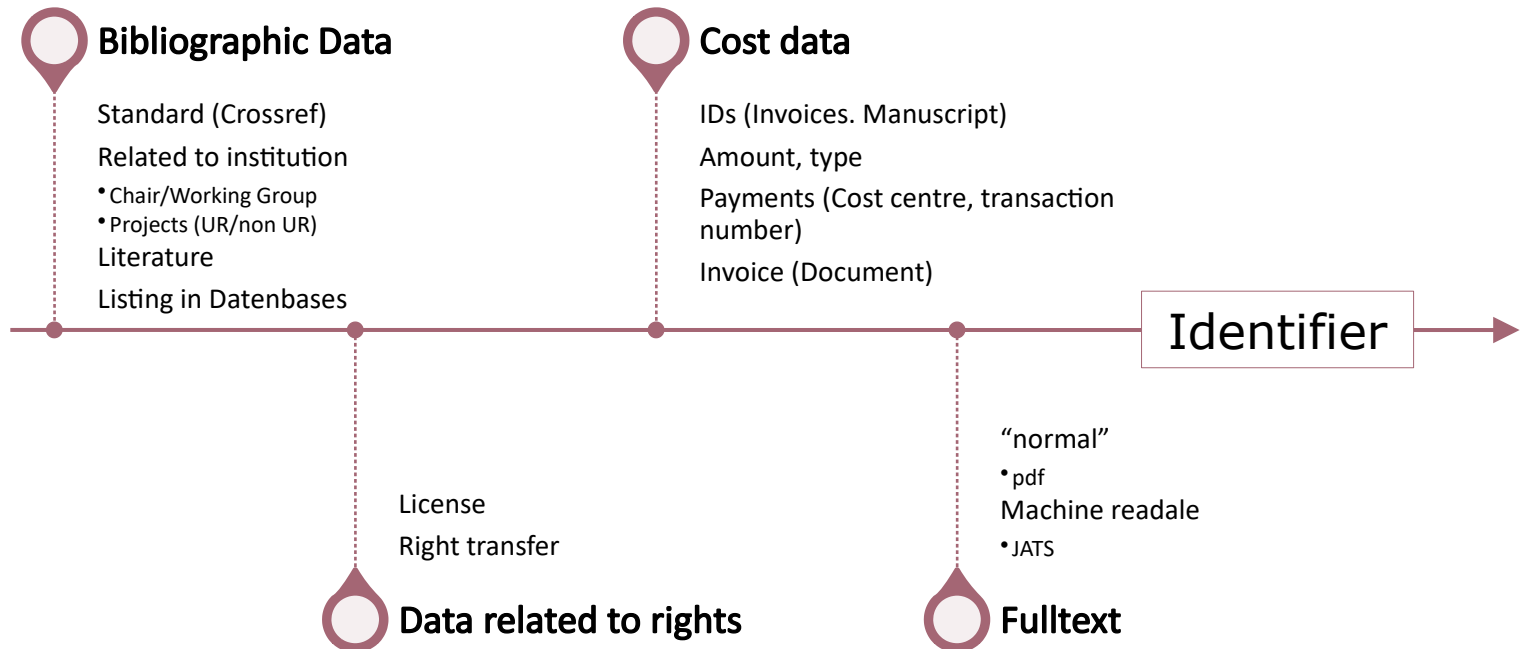 Bibliographic Data
Standard (Crossref)
Related to institution
• Chair/Working Group
• Projects (UR/non UR)
Literature
Listing in Datenbases
Cost data
IDs (Invoices. Manuscript)
Amount, type
Payments (Cost centre, transaction
number)
Invoice (Document)
Identifier
License
Right transfer
Data related to rights
“normal”
• pdf
Machine readale
• JATS
Fulltext